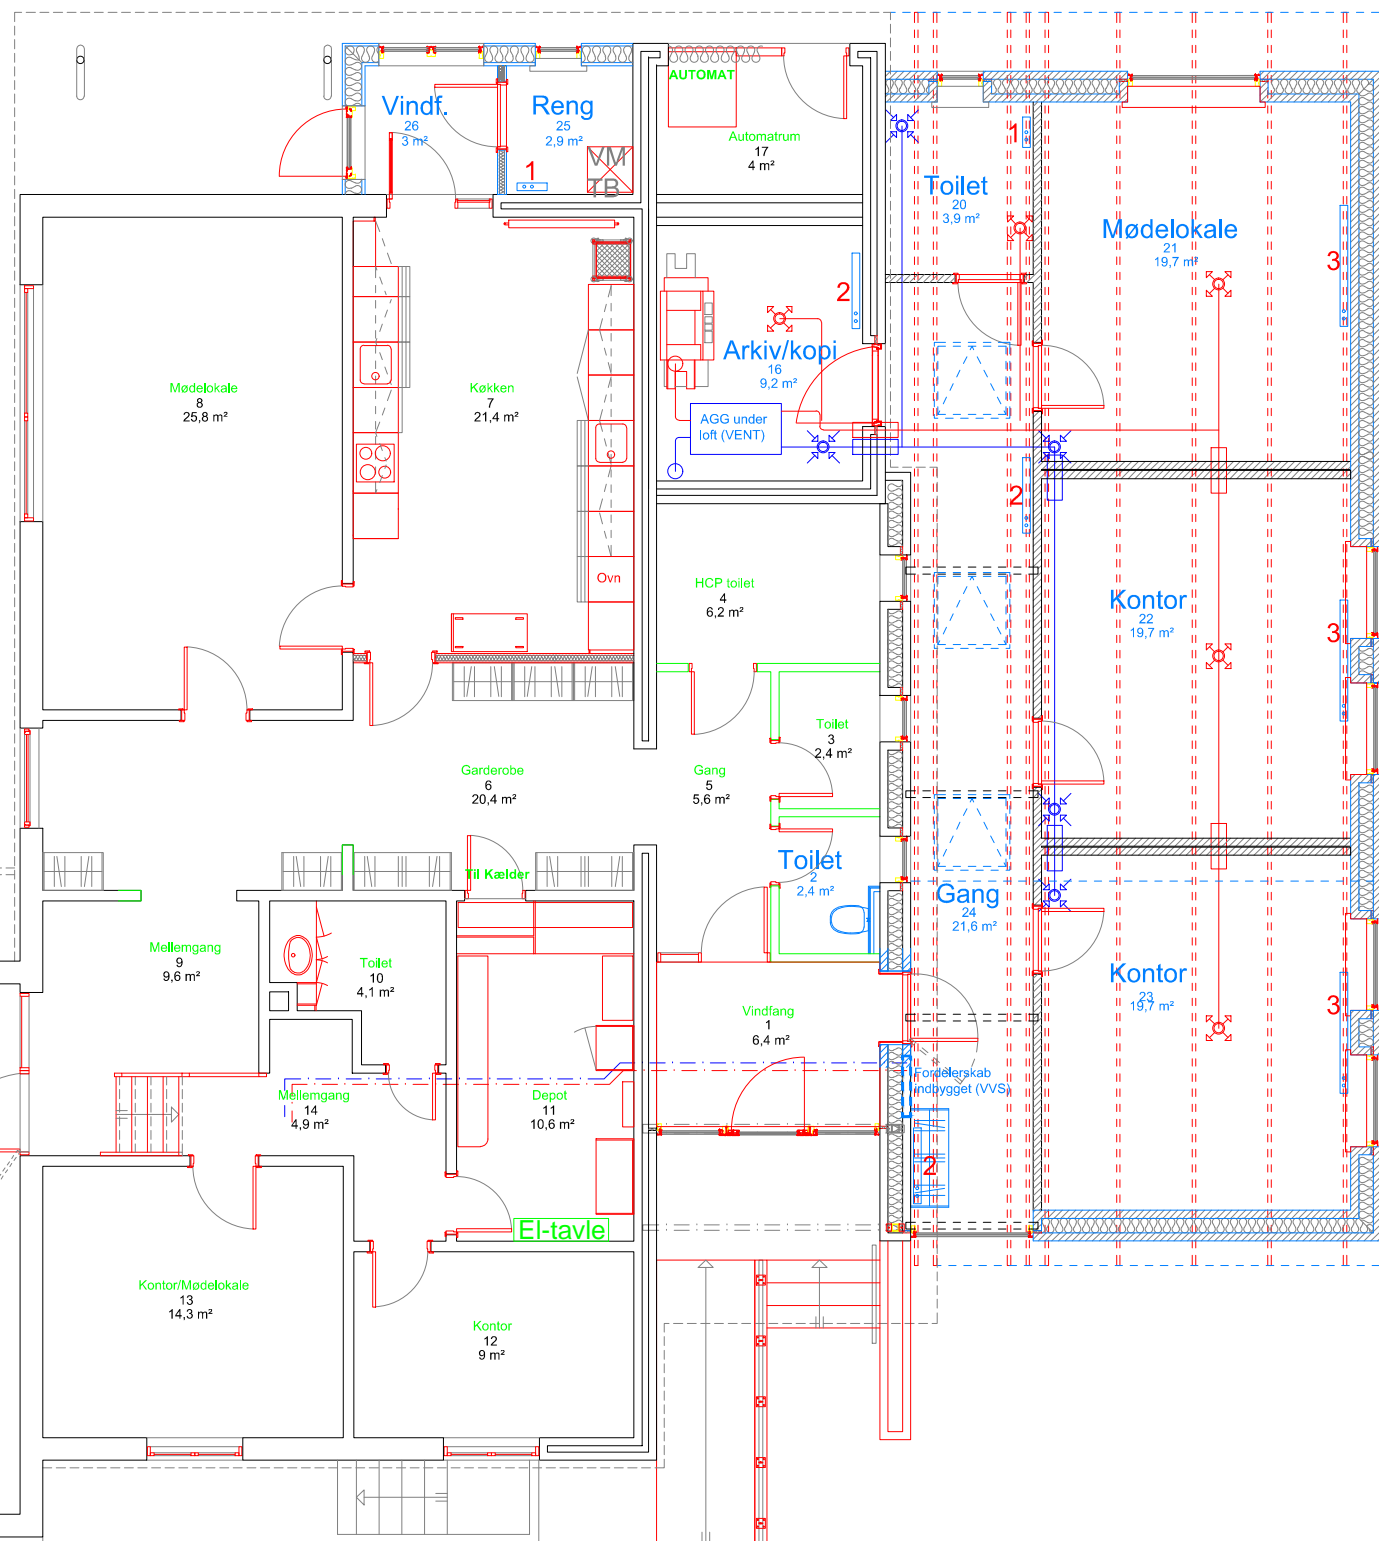 AUTOMAT
Vindf.
26
3 m²
Reng
25
2,9 m²
1
VM
TB
Automatrum
17
4 m²
1
Toilet
20
3,9 m²
Mødelokale
21
19,7 m²
3
2
Arkiv/kopi
16
9,2 m²
AGG under
loft (VENT)
Mødelokale
8
25,8 m²
Køkken
7
21,4 m²
2
Ovn
HCP toilet
4
6,2 m²
Kontor
22
19,7 m²
3
Toilet
3
2,4 m²
Garderobe
6
20,4 m²
Gang
5
5,6 m²
Til Kælder
Toilet
2
2,4 m²
Gang
24
21,6 m²
Mellemgang
9
9,6 m²
Toilet
10
4,1 m²
Kontor
23
19,7 m²
3
Vindfang
1
6,4 m²
Fordelerskab
indbygget (VVS)
Mellemgang
14
4,9 m²
Depot
11
10,6 m²
2
El-tavle
Kontor/Mødelokale
13
14,3 m²
Kontor
12
9 m²